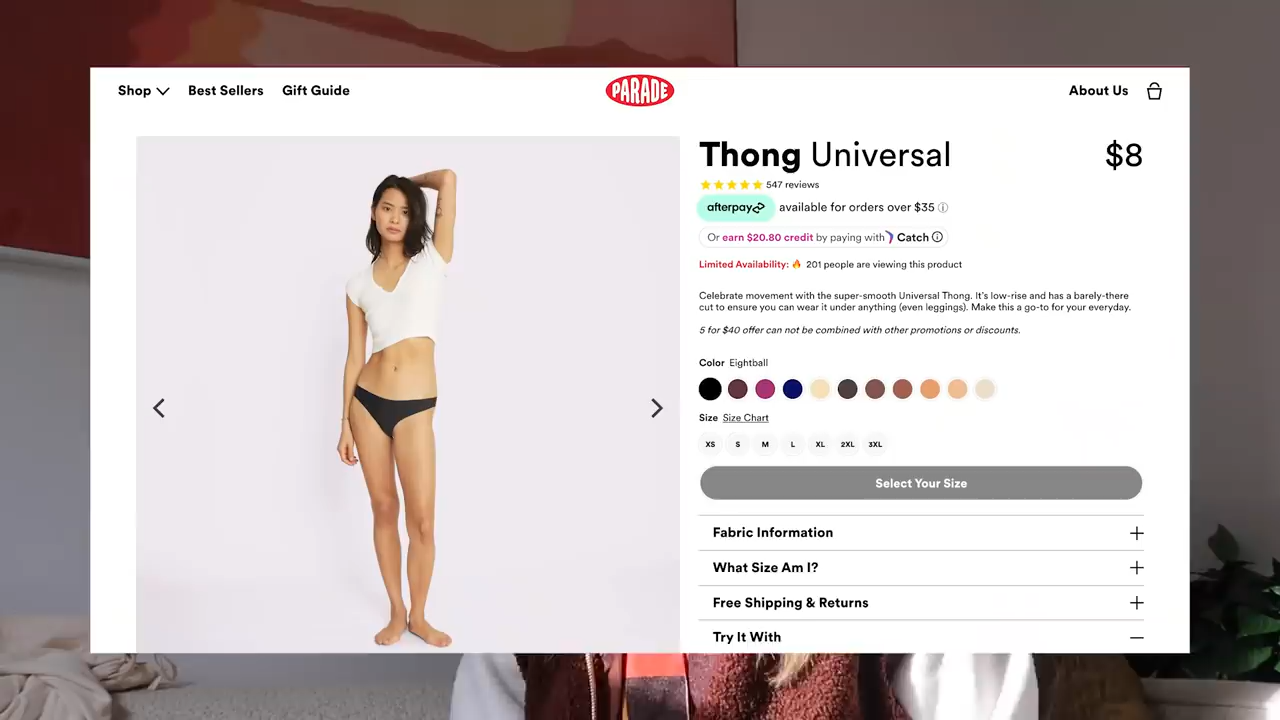 Shop
Best Sellers
Gift Guide
PARADE
About Us
Thong Universal
$8
547 reviews
afterpay available for orders over $35
Or earn $20.80 credit by paying with Catch
Limited Availability: 🔥 201 people are viewing this product
Celebrate movement with the super-smooth Universal Thong. It's low-rise and has a barely-there
cut to ensure you can wear it under anything (even leggings). Make this a go-to for your everyday.
5 for $40 offer can not be combined with other promotions or discounts.
Color Eightball
Size Size Chart
XS S M L XL 2XL 3XL
Select Your Size
Fabric Information
What Size Am I?
Free Shipping & Returns
Try It With